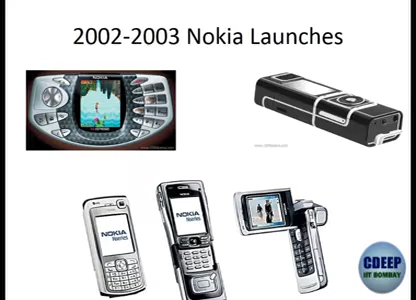 2002-2003 Nokia Launches
NOKIA
NOKIA
Nseries
NOKIA
Nseries
CDEEP
IIT BOMBAY